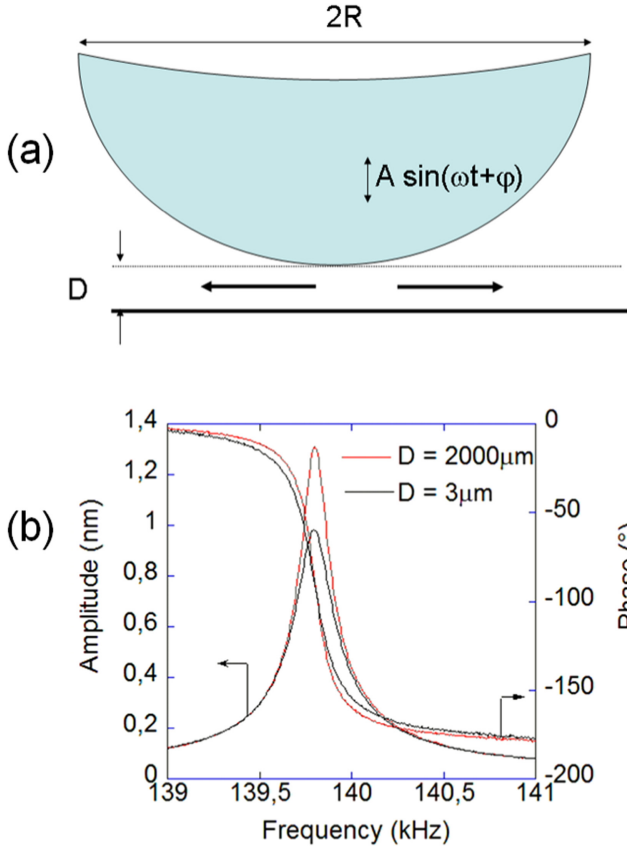 2R
(a)
A sin(ωt+φ)
D
(b)
1,4
1,2
1
0,8
0,6
0,4
0,2
0
Amplitude (nm)
D = 2000μm
D = 3μm
0
-50
-100
-150
-200
Phase (°)
139
139,5
140
140,5
141
Frequency (kHz)